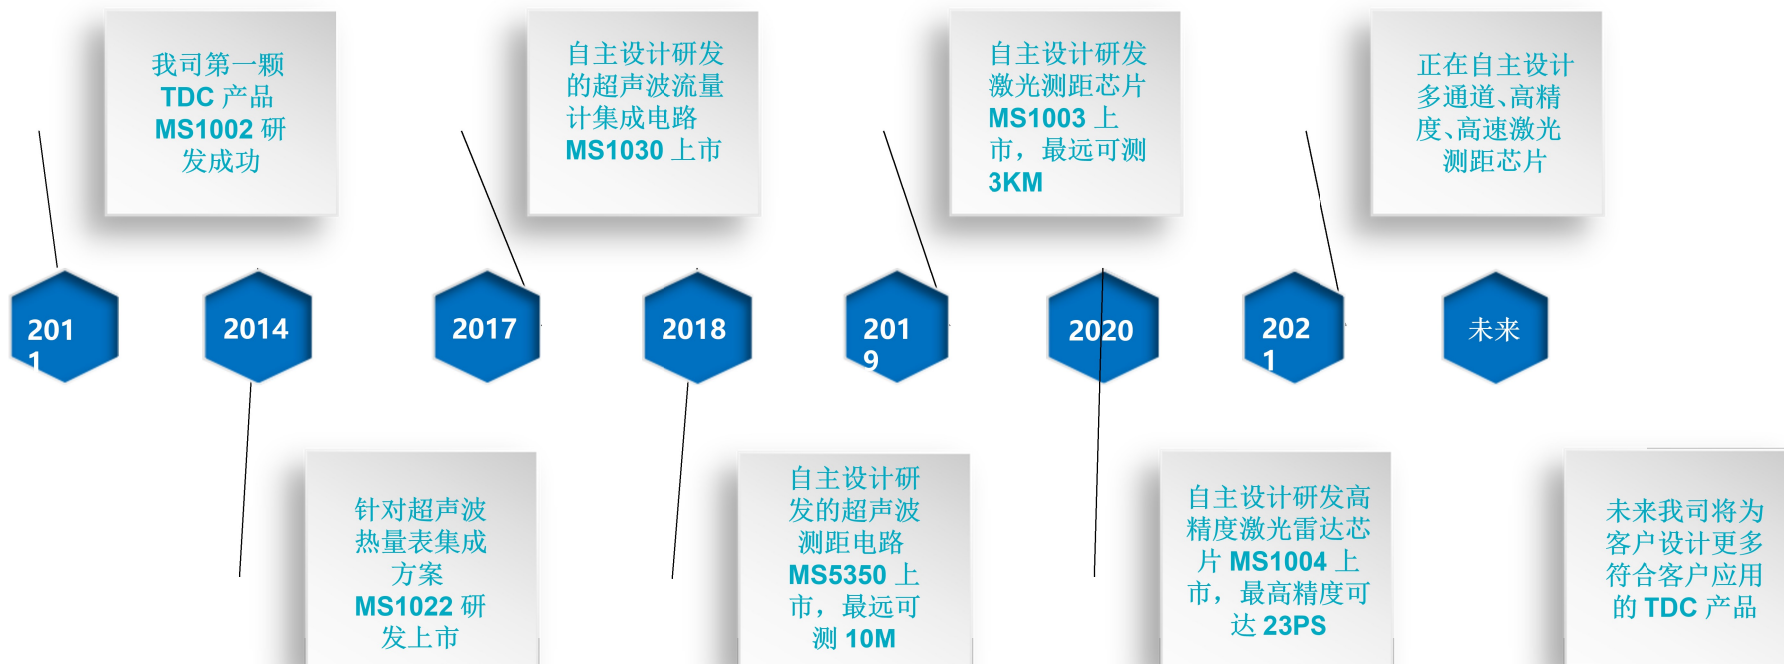 我司第一颗
TDC 产品
MS1002 研
发成功
自主设计研发
的超声波流量
计集成电路
MS1030 上市
自主设计研发
激光测距芯片
MS1003 上
市，最远可测
3KM
正在自主设计
多通道、高精
度、高速激光
测距芯片
201
1
2014
2017
2018
201
9
2020
202
1
未来
针对超声波
热量表集成
方案
MS1022 研
发上市
自主设计研
发的超声波
测距电路
MS5350 上
市，最远可
测 10M
自主设计研发高
精度激光雷达芯
片 MS1004 上
市，最高精度可
达 23PS
未来我司将为
客户设计更多
符合客户应用
的 TDC 产品